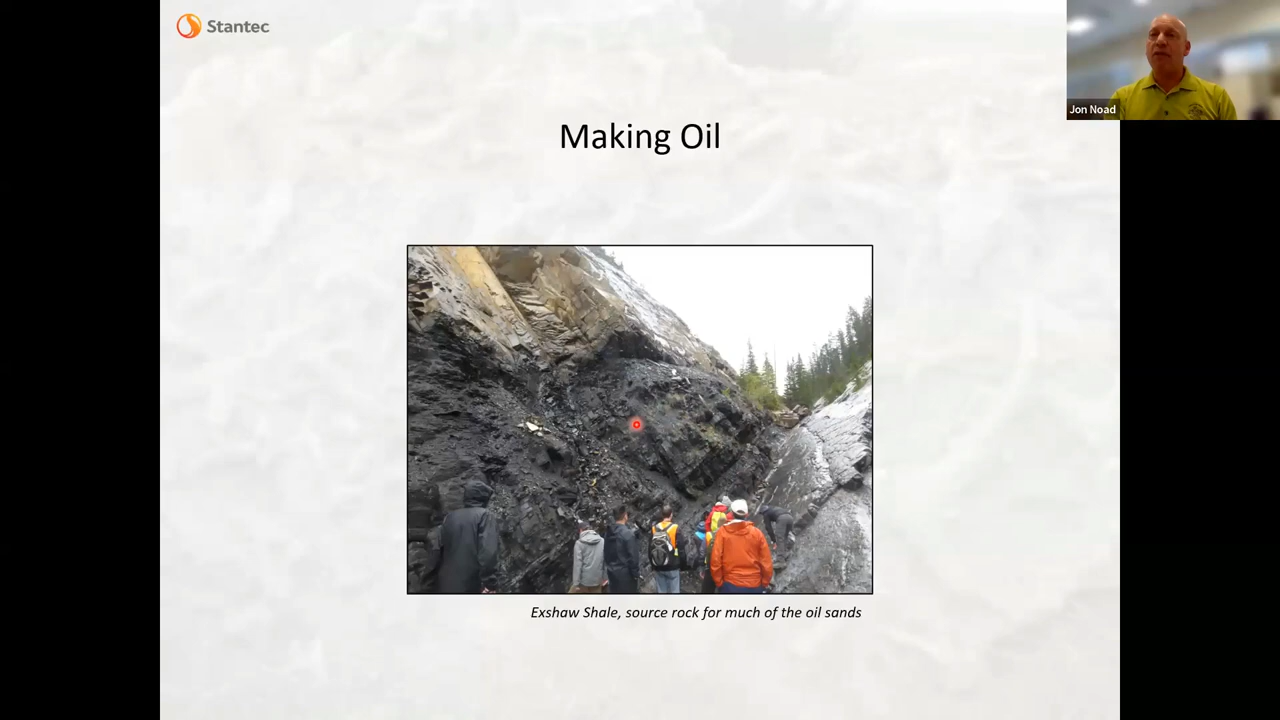 Stantec
Jon Noad
Making Oil
Exshaw Shale, source rock for much of the oil sands